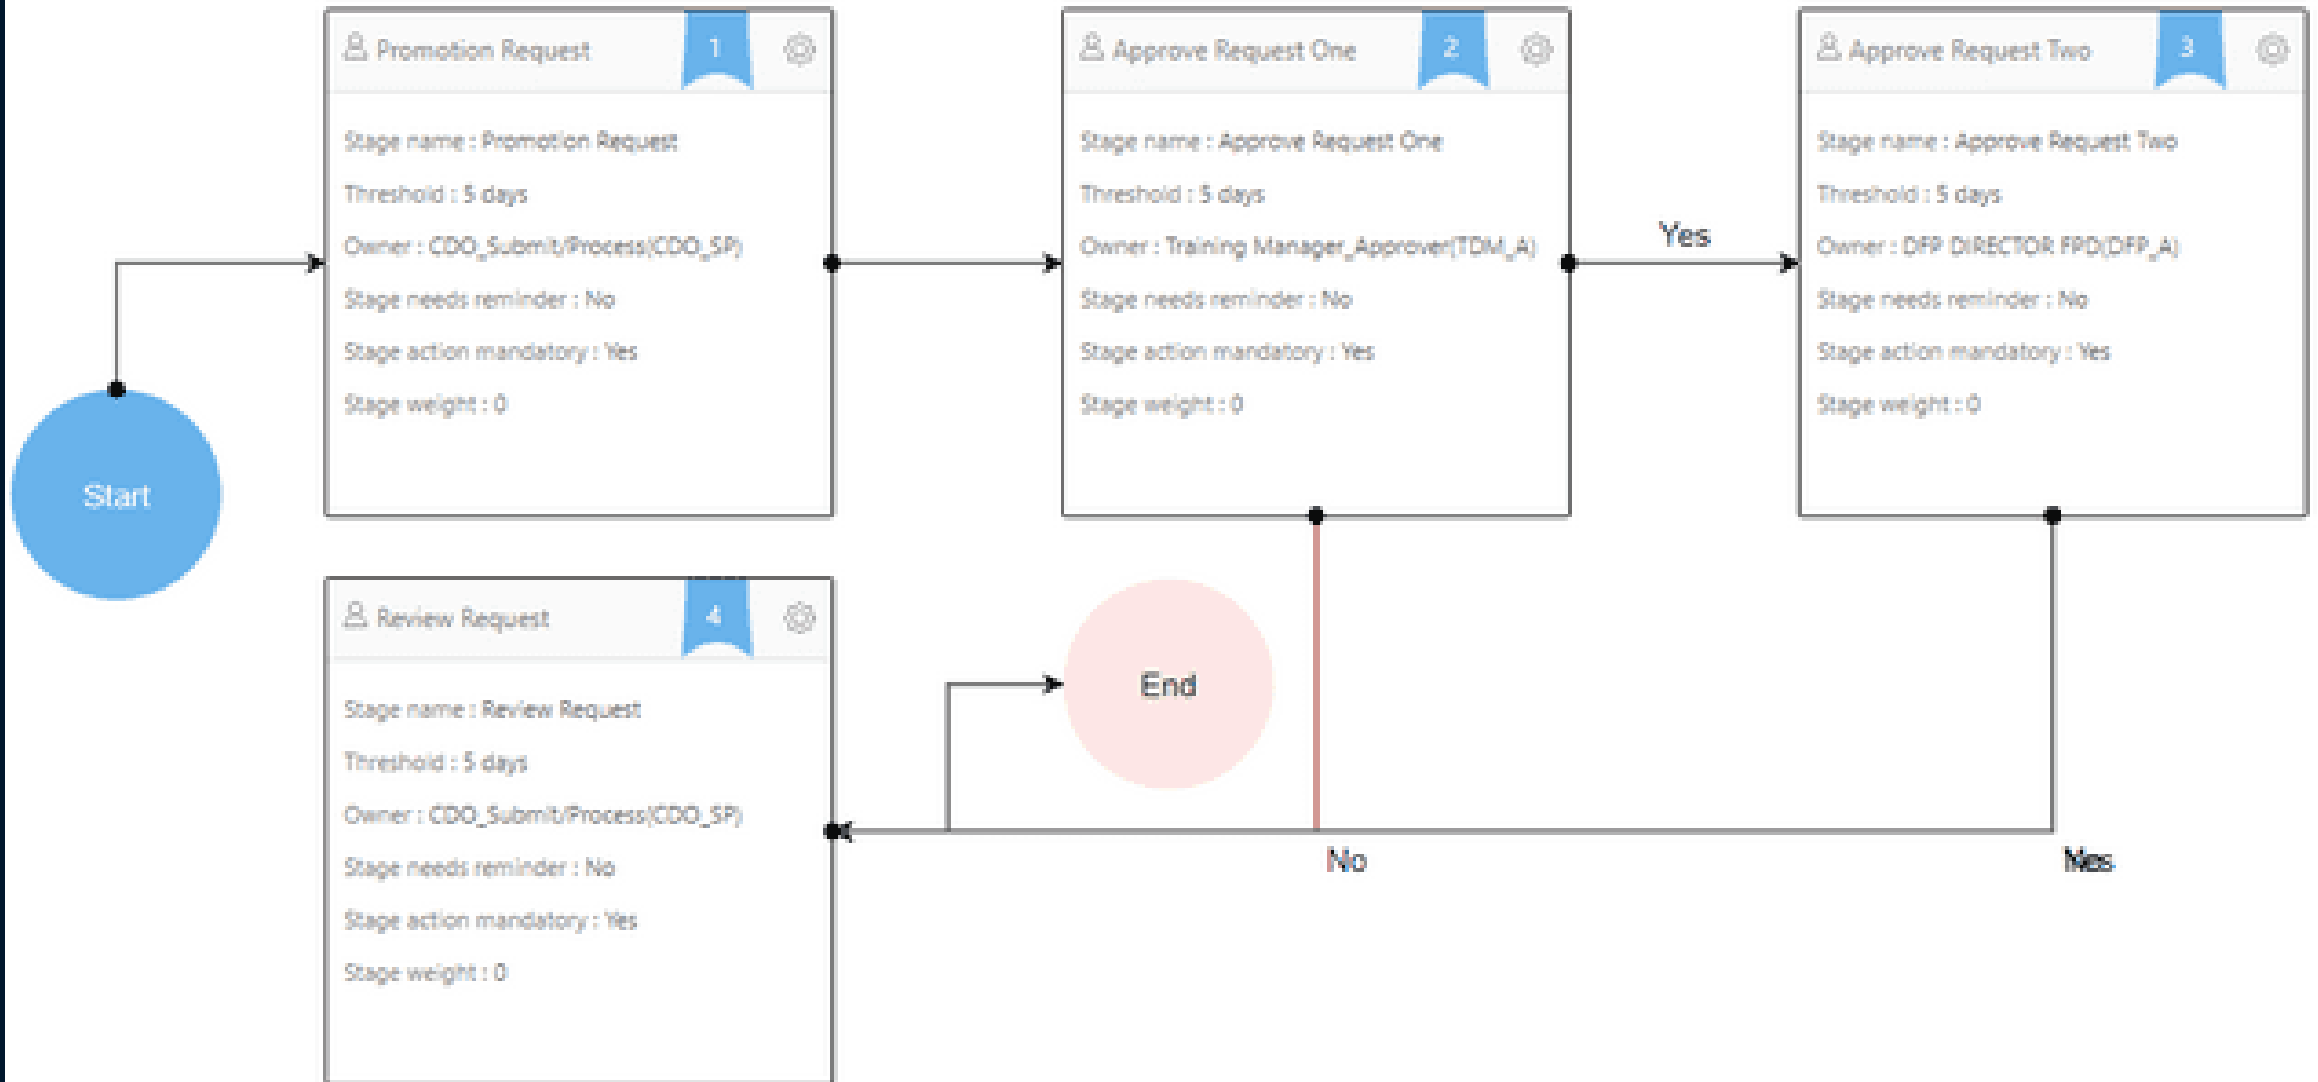 Promotion Request 1
Stage name : Promotion Request
Threshold : 5 days
Owner : CDO_Submit/Process(CDO_SP)
Stage needs reminder : No
Stage action mandatory : Yes
Stage weight : 0
Approve Request One 2
Stage name : Approve Request One
Threshold : 5 days
Owner : Training Manager_Approver(TDM_A)
Stage needs reminder : No
Stage action mandatory : Yes
Stage weight : 0
Yes
Approve Request Two 3
Stage name : Approve Request Two
Threshold : 5 days
Owner : DFP DIRECTOR FPD(DFP_A)
Stage needs reminder : No
Stage action mandatory : Yes
Stage weight : 0
Start
Review Request 4
Stage name : Review Request
Threshold : 5 days
Owner : CDO_Submit/Process(CDO_SP)
Stage needs reminder : No
Stage action mandatory : Yes
Stage weight : 0
End
No